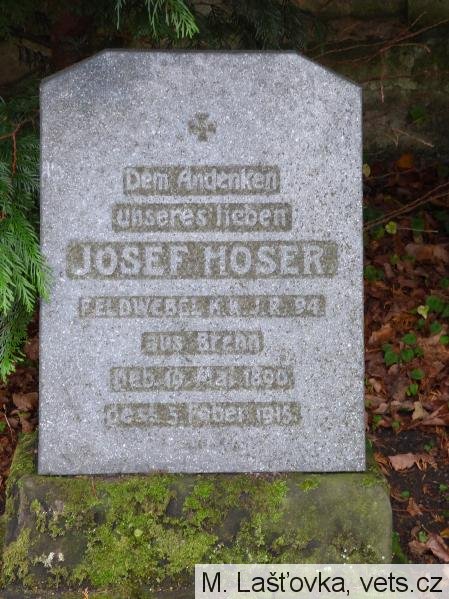 Dem Andenken
unseres lieben
JOSEF HOSER
FELDWEBEL K.K.J.R. 94.
aus Brenn
geb. 19. Mai 1890
gest. 5. Feber 1915.
M. Lašťovka, vets.cz